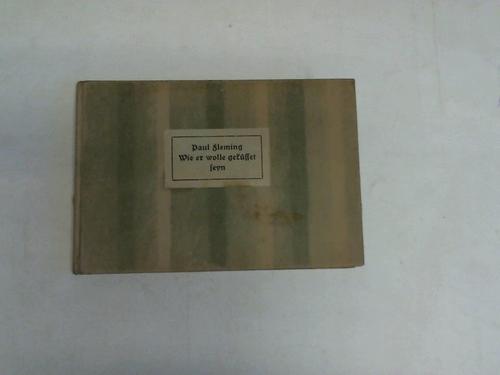 Paul Fleming
Wie er wolle geküsset
seyn